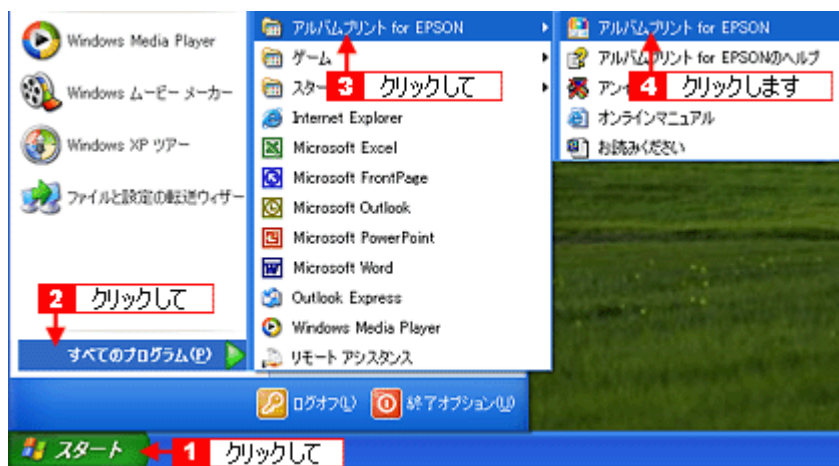 Windows Media Player
Windows ムービー メーカー
Windows XP ツアー
ファイルと設定の転送ウィザー
2 クリックして
すべてのプログラム(P)
アルバムプリント for EPSON
ゲーム
スター
3 クリックして
Internet Explorer
Microsoft Excel
Microsoft FrontPage
Microsoft Outlook
Microsoft PowerPoint
Microsoft Word
Outlook Express
Windows Media Player
リモート アシスタンス
アルバムプリント for EPSON
アルバムプリント for EPSONのヘルプ
アンイ
4 クリックします
オンラインマニュアル
お読みください
ログオフ(L)
終了オプション(U)
スタート
1 クリックして